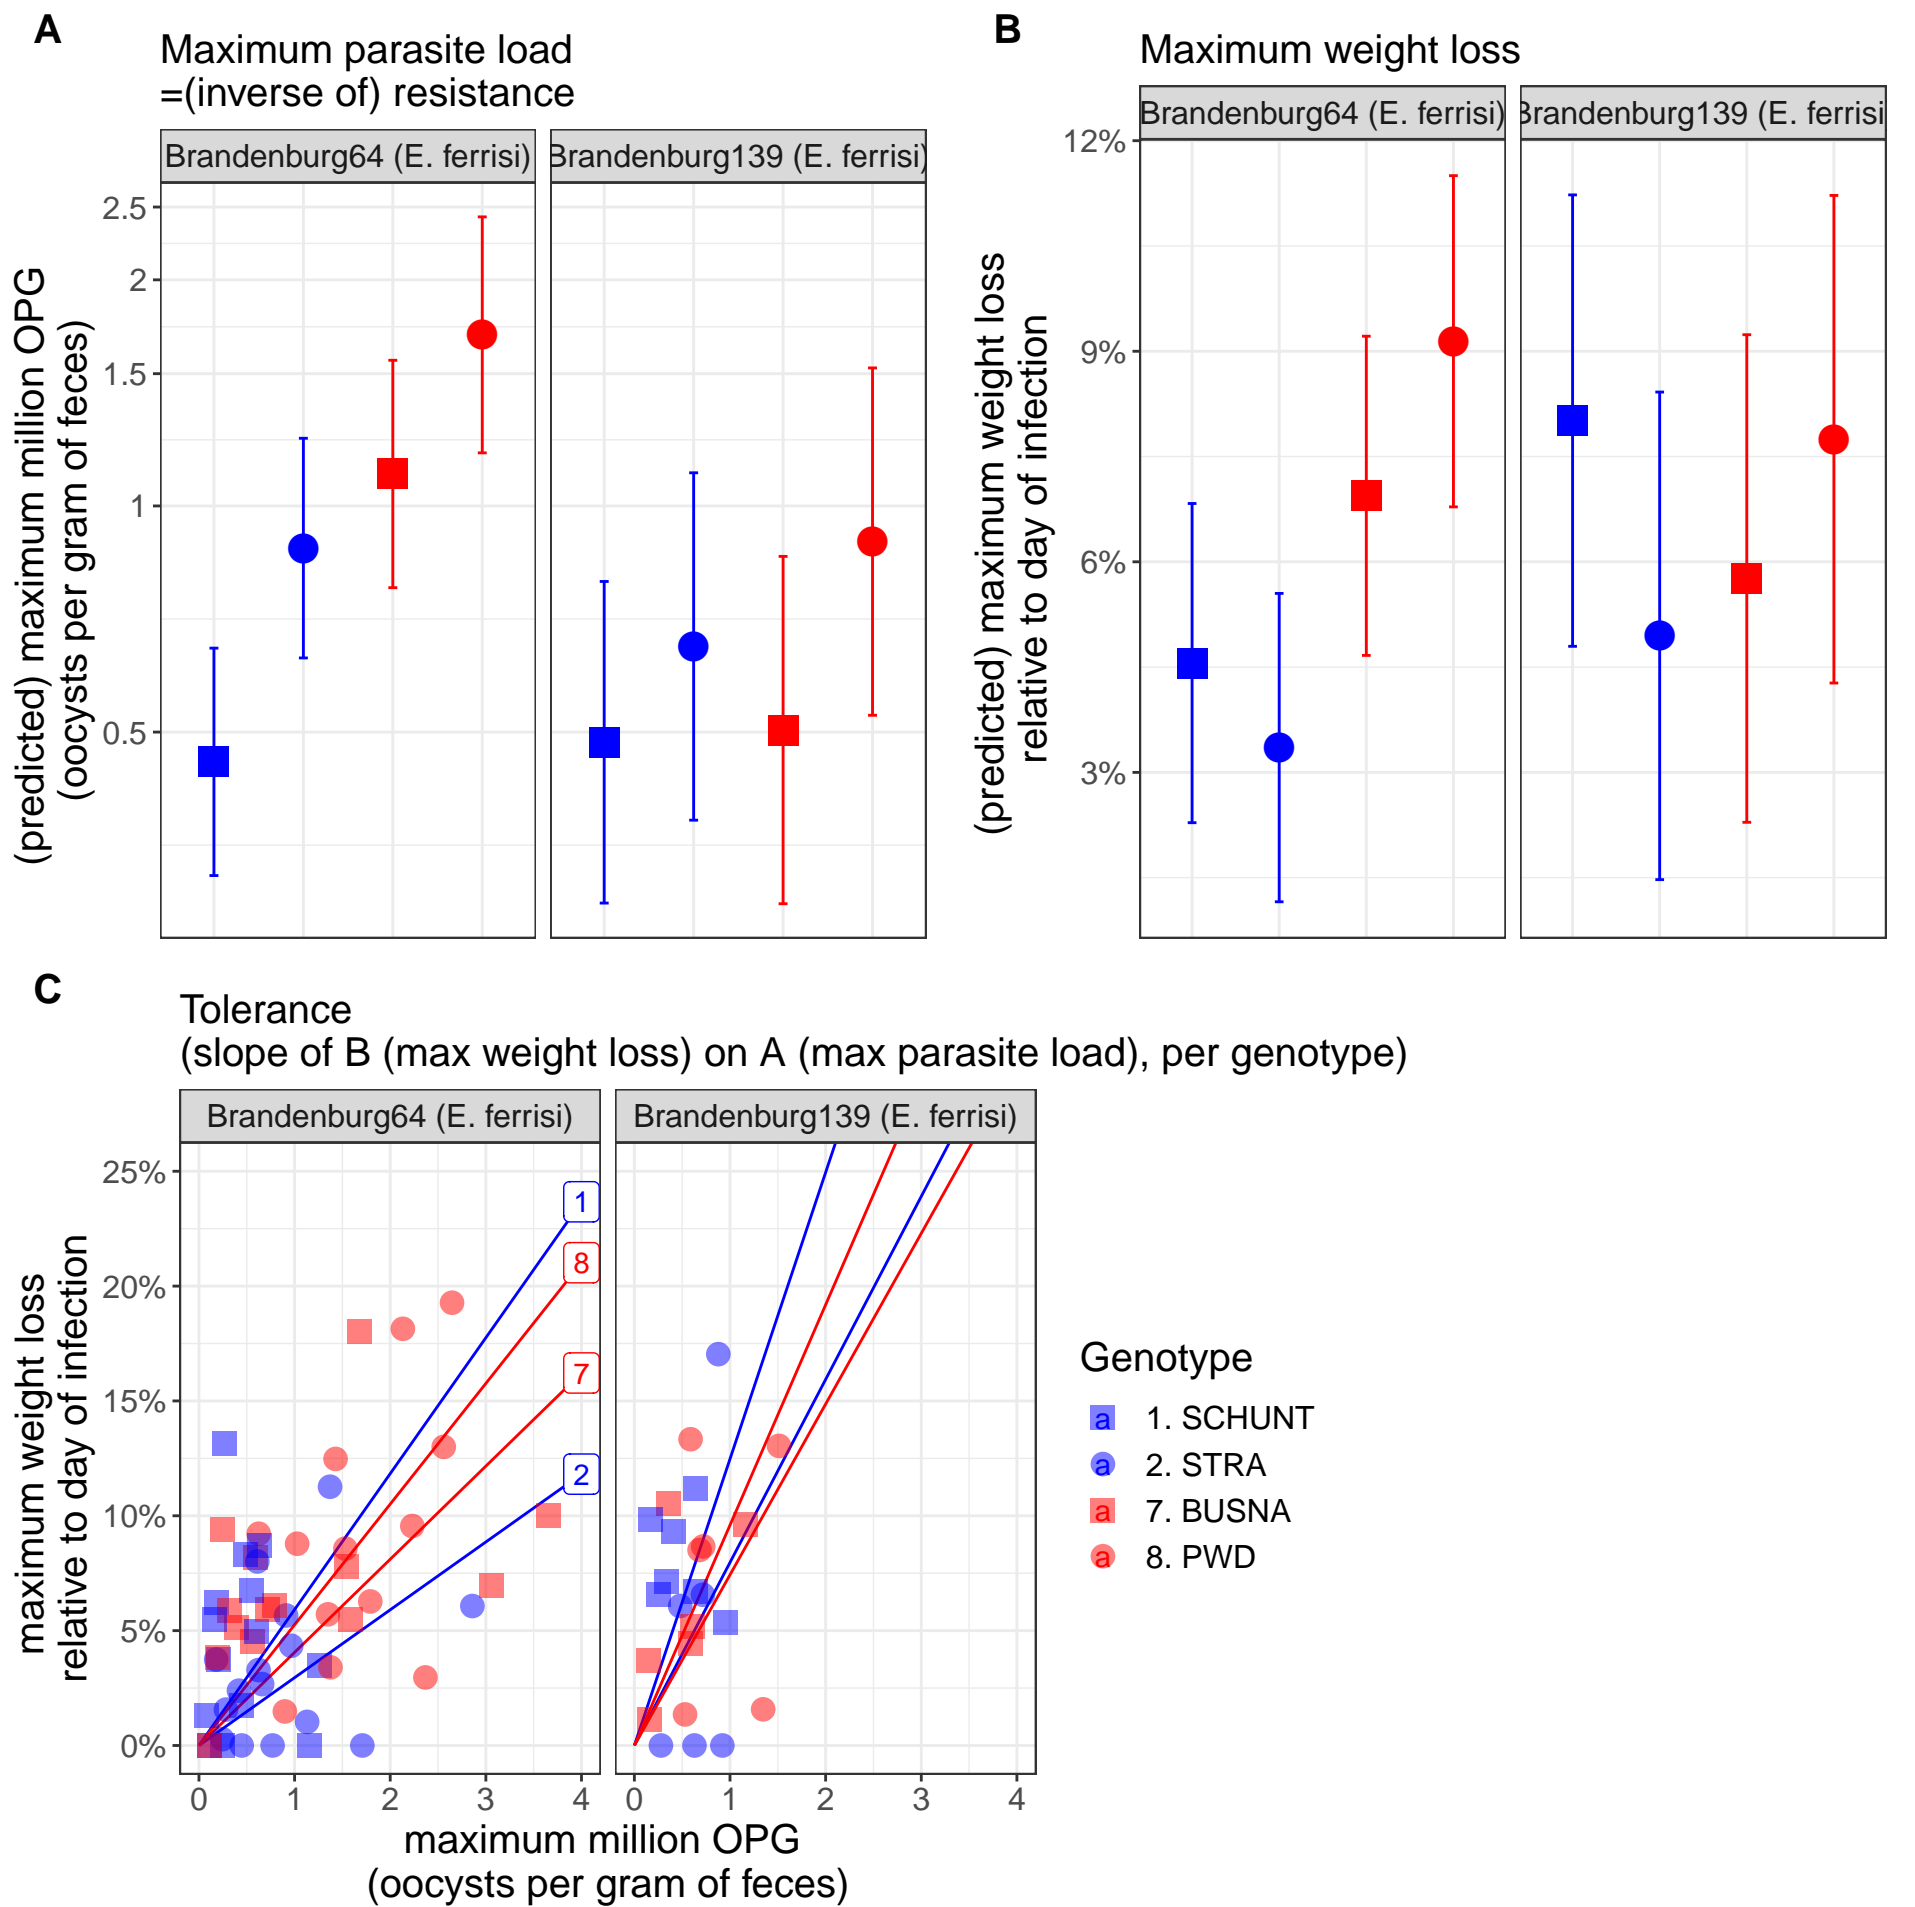 A
Maximum parasite load
=(inverse of) resistance
Brandenburg64 (E. ferrisi)
Brandenburg139 (E. ferrisi)
(predicted) maximum million OPG
(oocysts per gram of feces)
2.5
2
1.5
1
0.5
B
Maximum weight loss
Brandenburg64 (E. ferrisi)
Brandenburg139 (E. ferrisi
(predicted) maximum weight loss
relative to day of infection
12%
9%
6%
3%
C
Tolerance
(slope of B (max weight loss) on A (max parasite load), per genotype)
Brandenburg64 (E. ferrisi)
Brandenburg139 (E. ferrisi)
maximum weight loss
relative to day of infection
25%
20%
15%
10%
5%
0%
1
8
7
2
0 1 2 3 4
0 1 2 3 4
maximum million OPG
(oocysts per gram of feces)
Genotype
a 1. SCHUNT
a 2. STRA
a 7. BUSNA
a 8. PWD